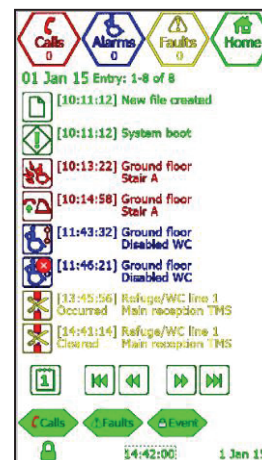 Calls Alarms Faults Home
0 0 0
01 Jan 15 Entry: 1-8 of 8
[10:11:12] New file created
[10:11:12] System boot
[10:13:22] Ground floor
Stair A
[10:14:58] Ground floor
Stair A
[11:43:32] Ground floor
Disabled WC
[11:46:21] Ground floor
Disabled WC
[13:45:56] Refuge/WC line 1
Occurred Main reception TMS
[14:41:14] Refuge/WC line 1
Cleared Main reception TMS
1
Calls Faults Event
14:42:00 1 Jan 15